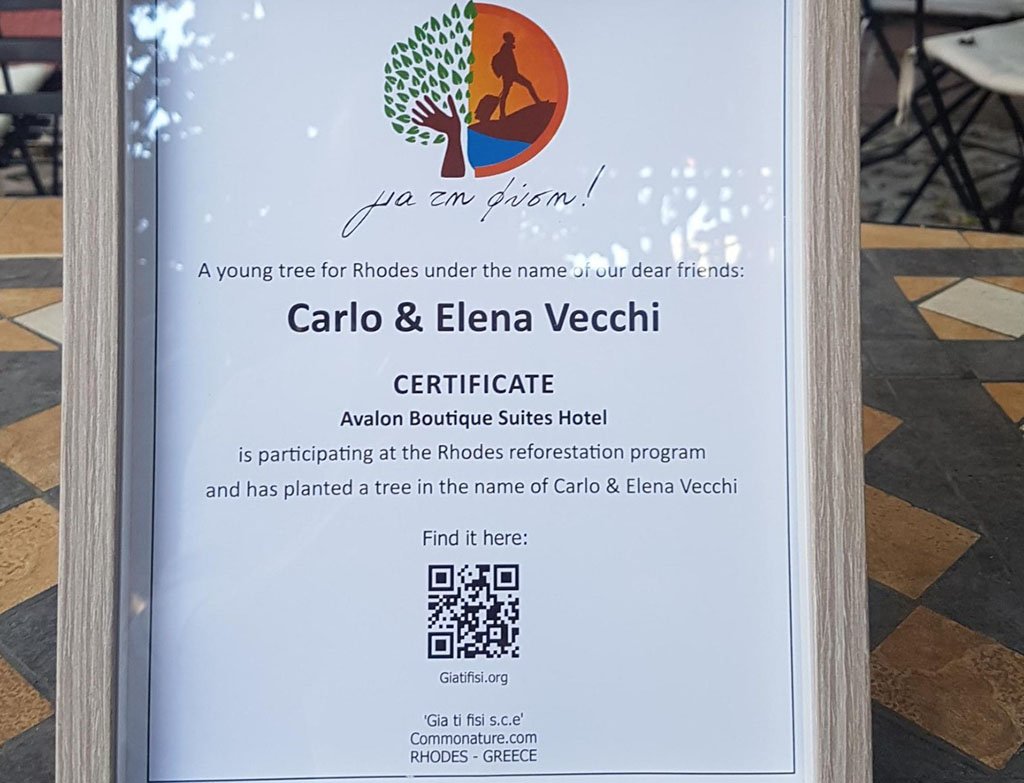 για τη φύση!
A young tree for Rhodes under the name of our dear friends:
Carlo & Elena Vecchi
CERTIFICATE
Avalon Boutique Suites Hotel
is participating at the Rhodes reforestation program
and has planted a tree in the name of Carlo & Elena Vecchi
Find it here:
Giatifisi.org
'Gia ti fisi s.c.e'
Commonature.com
RHODES - GREECE